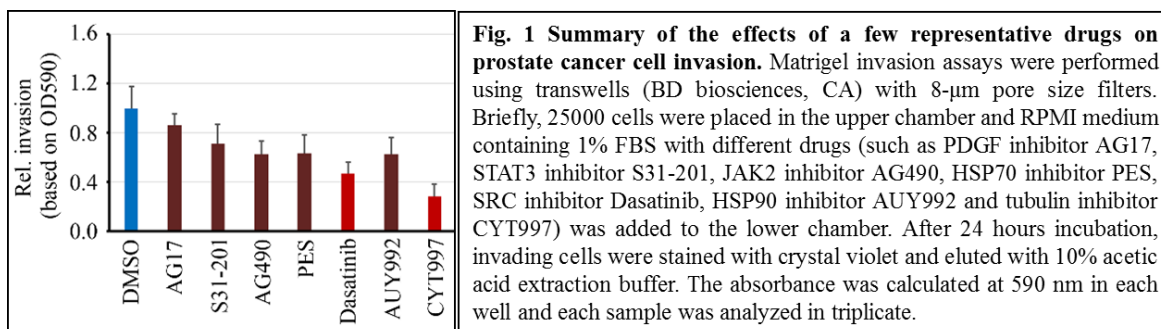 1.6
1.2
0.8
0.4
0.0
Rel. invasion
(based on OD590)
DMSO
AG17
S31-201
AG490
PES
Dasatinib
AUY992
CYT997
Fig. 1 Summary of the effects of a few representative drugs on
prostate cancer cell invasion. Matrigel invasion assays were performed
using transwells (BD biosciences, CA) with 8-μm pore size filters.
Briefly, 25000 cells were placed in the upper chamber and RPMI medium
containing 1% FBS with different drugs (such as PDGF inhibitor AG17,
STAT3 inhibitor S31-201, JAK2 inhibitor AG490, HSP70 inhibitor PES,
SRC inhibitor Dasatinib, HSP90 inhibitor AUY992 and tubulin inhibitor
CYT997) was added to the lower chamber. After 24 hours incubation,
invading cells were stained with crystal violet and eluted with 10% acetic
acid extraction buffer. The absorbance was calculated at 590 nm in each
well and each sample was analyzed in triplicate.